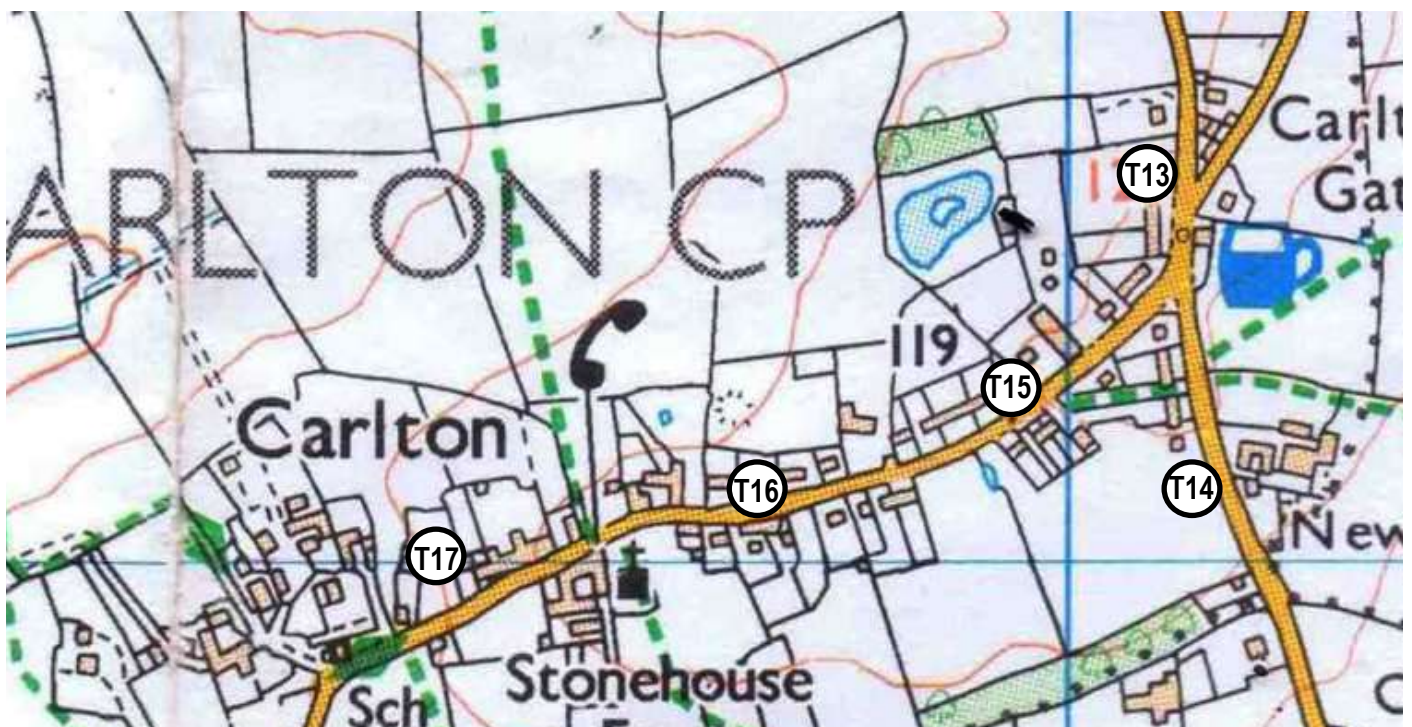 Carlt
Gat
T13
ARLTON CP
119
T15
Carlton
T16
T14
T17
New
Stonehouse
Sch